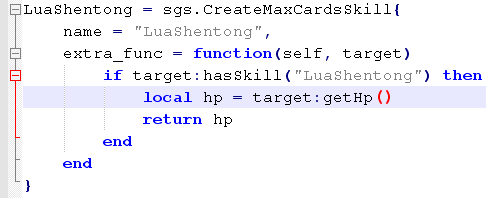 LuaShentong = sgs.CreateMaxCardsSkill{
    name = "LuaShentong",
    extra_func = function(self, target)
        if target:hasSkill("LuaShentong") then
            local hp = target:getHp()
            return hp
        end
    end
}